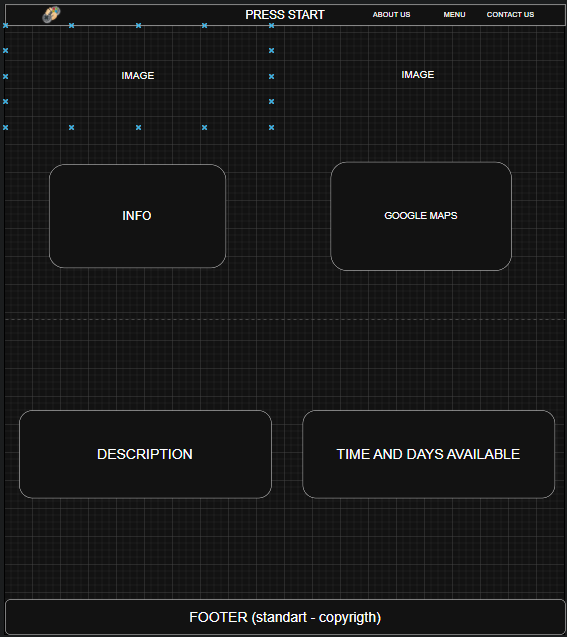 PRESS START
ABOUT US
MENU
CONTACT US
IMAGE
IMAGE
INFO
GOOGLE MAPS
DESCRIPTION
TIME AND DAYS AVAILABLE
FOOTER (standart - copyrigth)